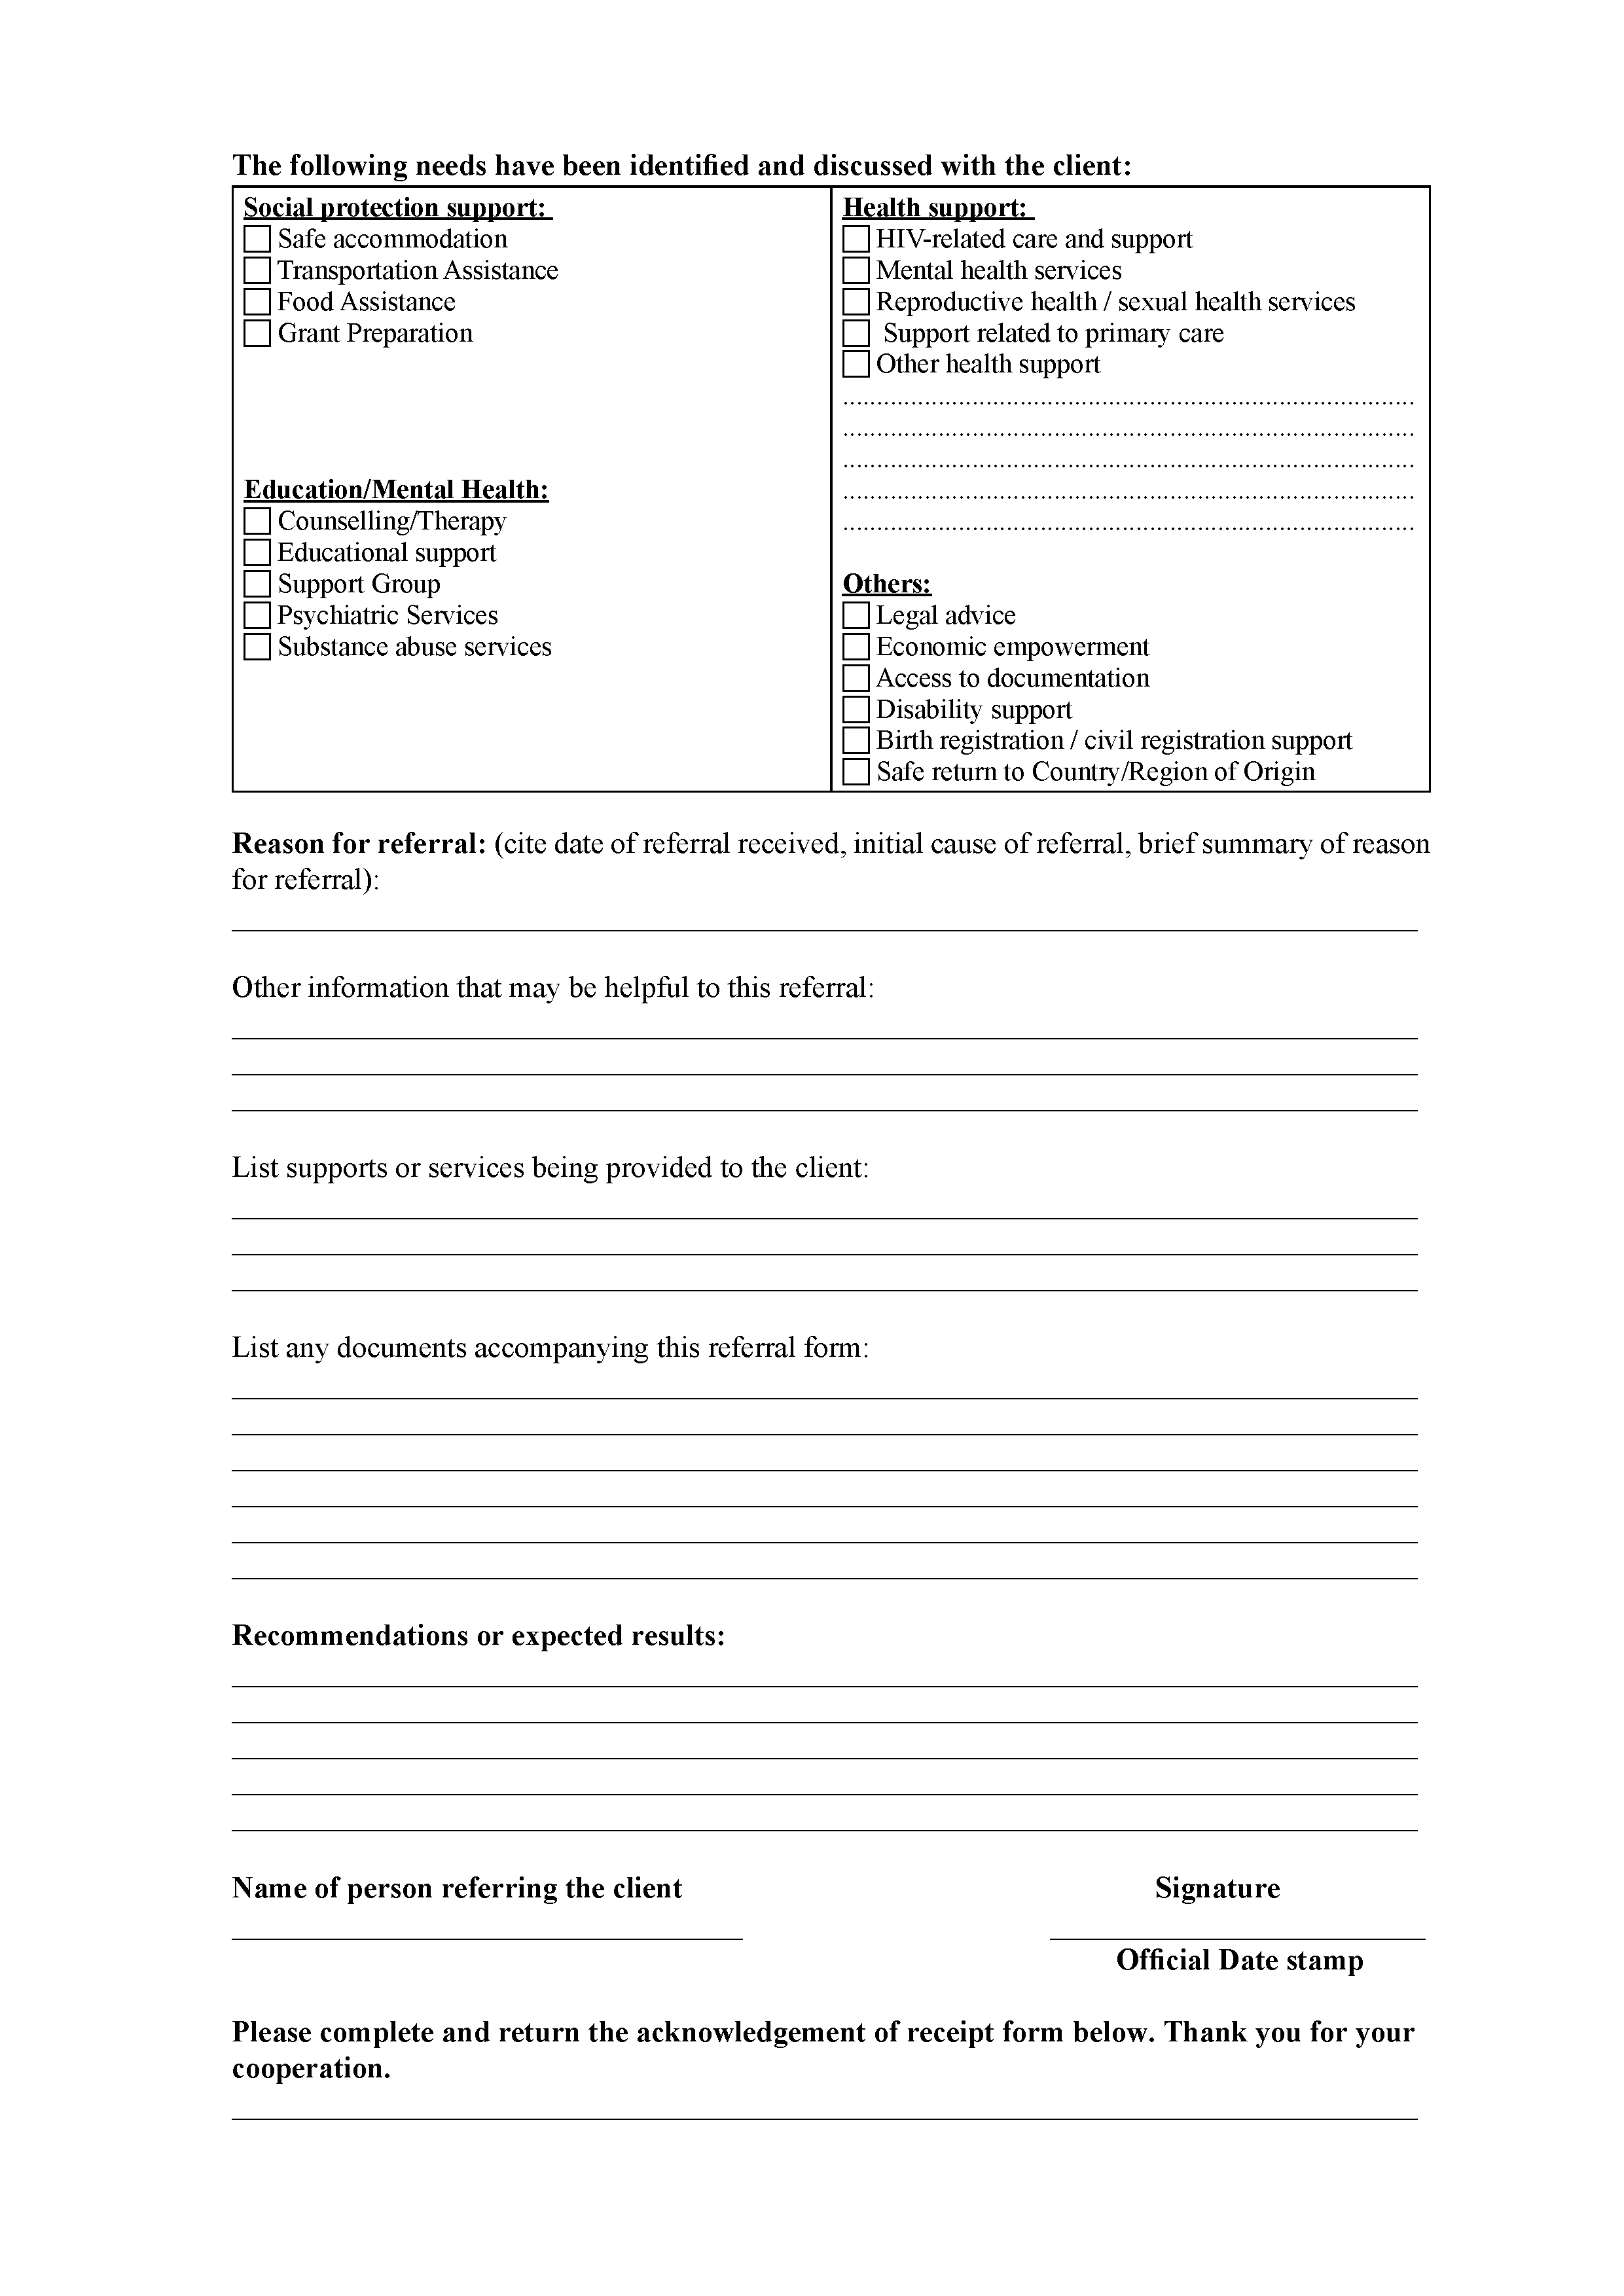 The following needs have been identified and discussed with the client:
Social protection support:
Safe accommodation
Transportation Assistance
Food Assistance
Grant Preparation
Education/Mental Health:
Counselling/Therapy
Educational support
Support Group
Psychiatric Services
Substance abuse services
Health support:
HIV-related care and support
Mental health services
Reproductive health / sexual health services
Support related to primary care
Other health support
Others:
Legal advice
Economic empowerment
Access to documentation
Disability support
Birth registration / civil registration support
Safe return to Country/Region of Origin
Reason for referral: (cite date of referral received, initial cause of referral, brief summary of reason
for referral):
Other information that may be helpful to this referral:
List supports or services being provided to the client:
List any documents accompanying this referral form:
Recommendations or expected results:
Name of person referring the client
Signature
Official Date stamp
Please complete and return the acknowledgement of receipt form below. Thank you for your
cooperation.